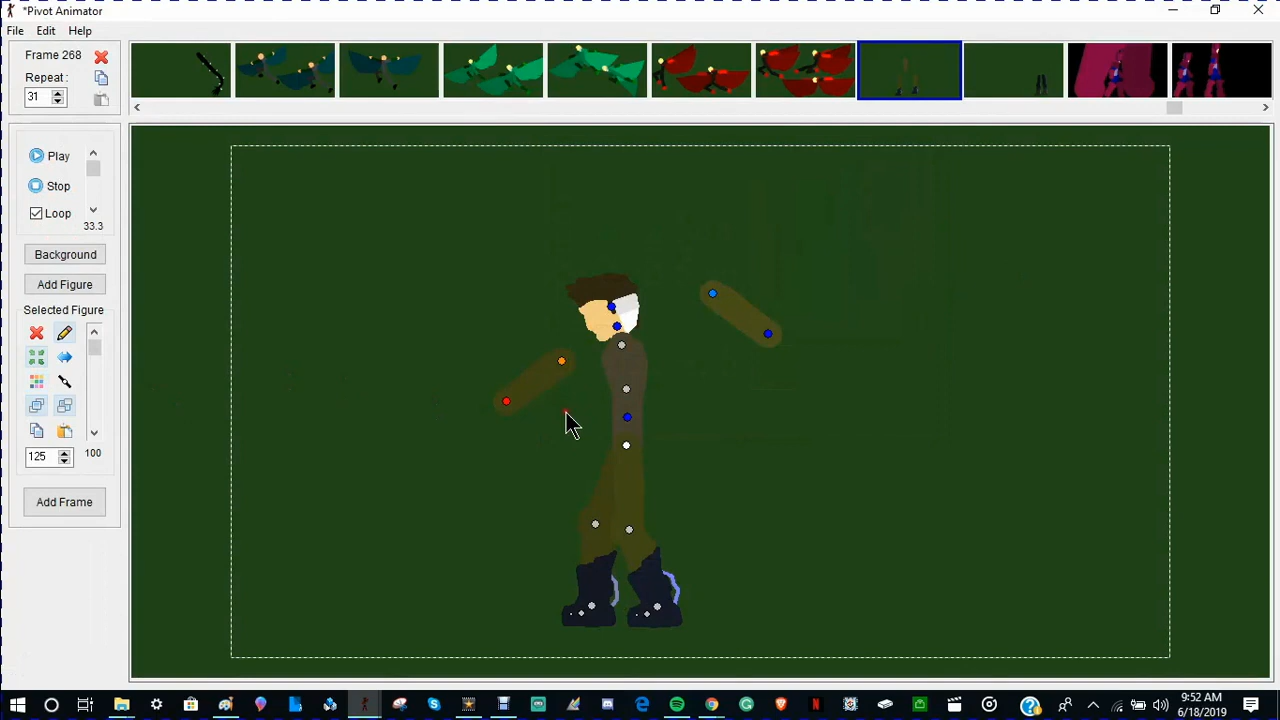 *Pivot Animator
File Edit Help
Frame 268
Repeat :
31
Play
Stop
Loop
33.3
Background
Add Figure
Selected Figure
125
100
Add Frame
9:52 AM
6/18/2019